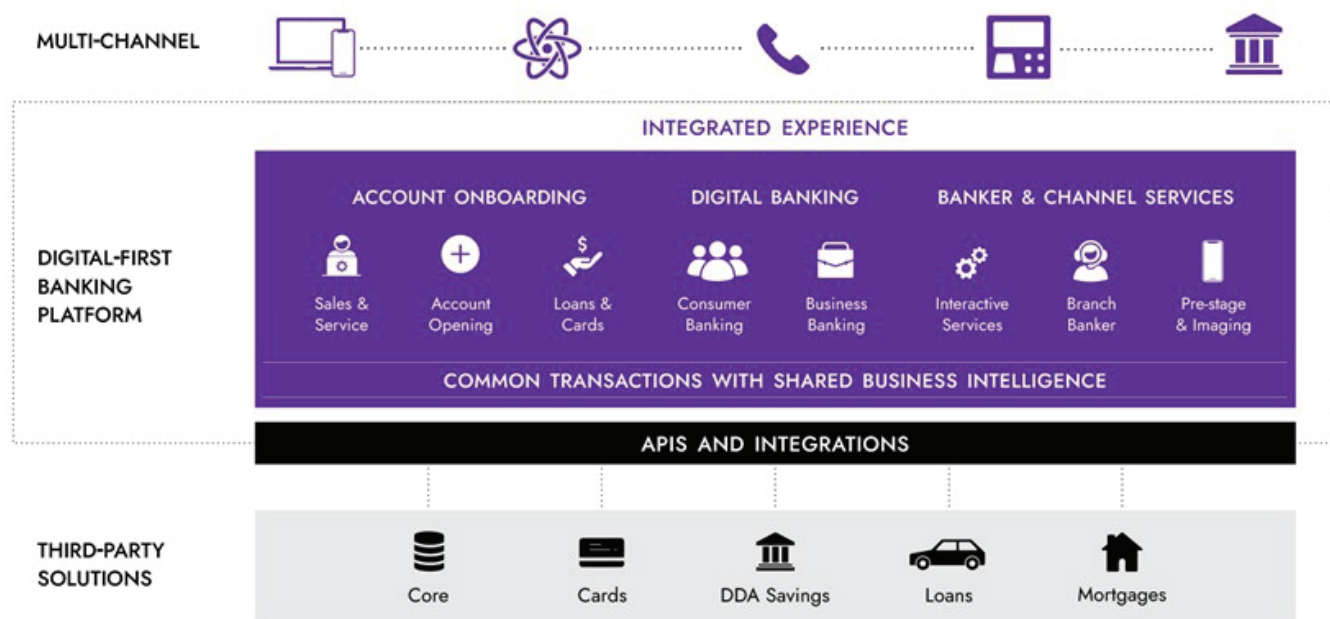 MULTI-CHANNEL
INTEGRATED EXPERIENCE
DIGITAL-FIRST
BANKING
PLATFORM
ACCOUNT ONBOARDING
DIGITAL BANKING
BANKER & CHANNEL SERVICES
$
Sales &
Service
Account
Opening
Loans &
Cards
Consumer
Banking
Business
Banking
Interactive
Services
Branch
Banker
Pre-stage
& Imaging
COMMON TRANSACTIONS WITH SHARED BUSINESS INTELLIGENCE
APIS AND INTEGRATIONS
THIRD-PARTY
SOLUTIONS
Core
Cards
DDA Savings
Loans
Mortgages